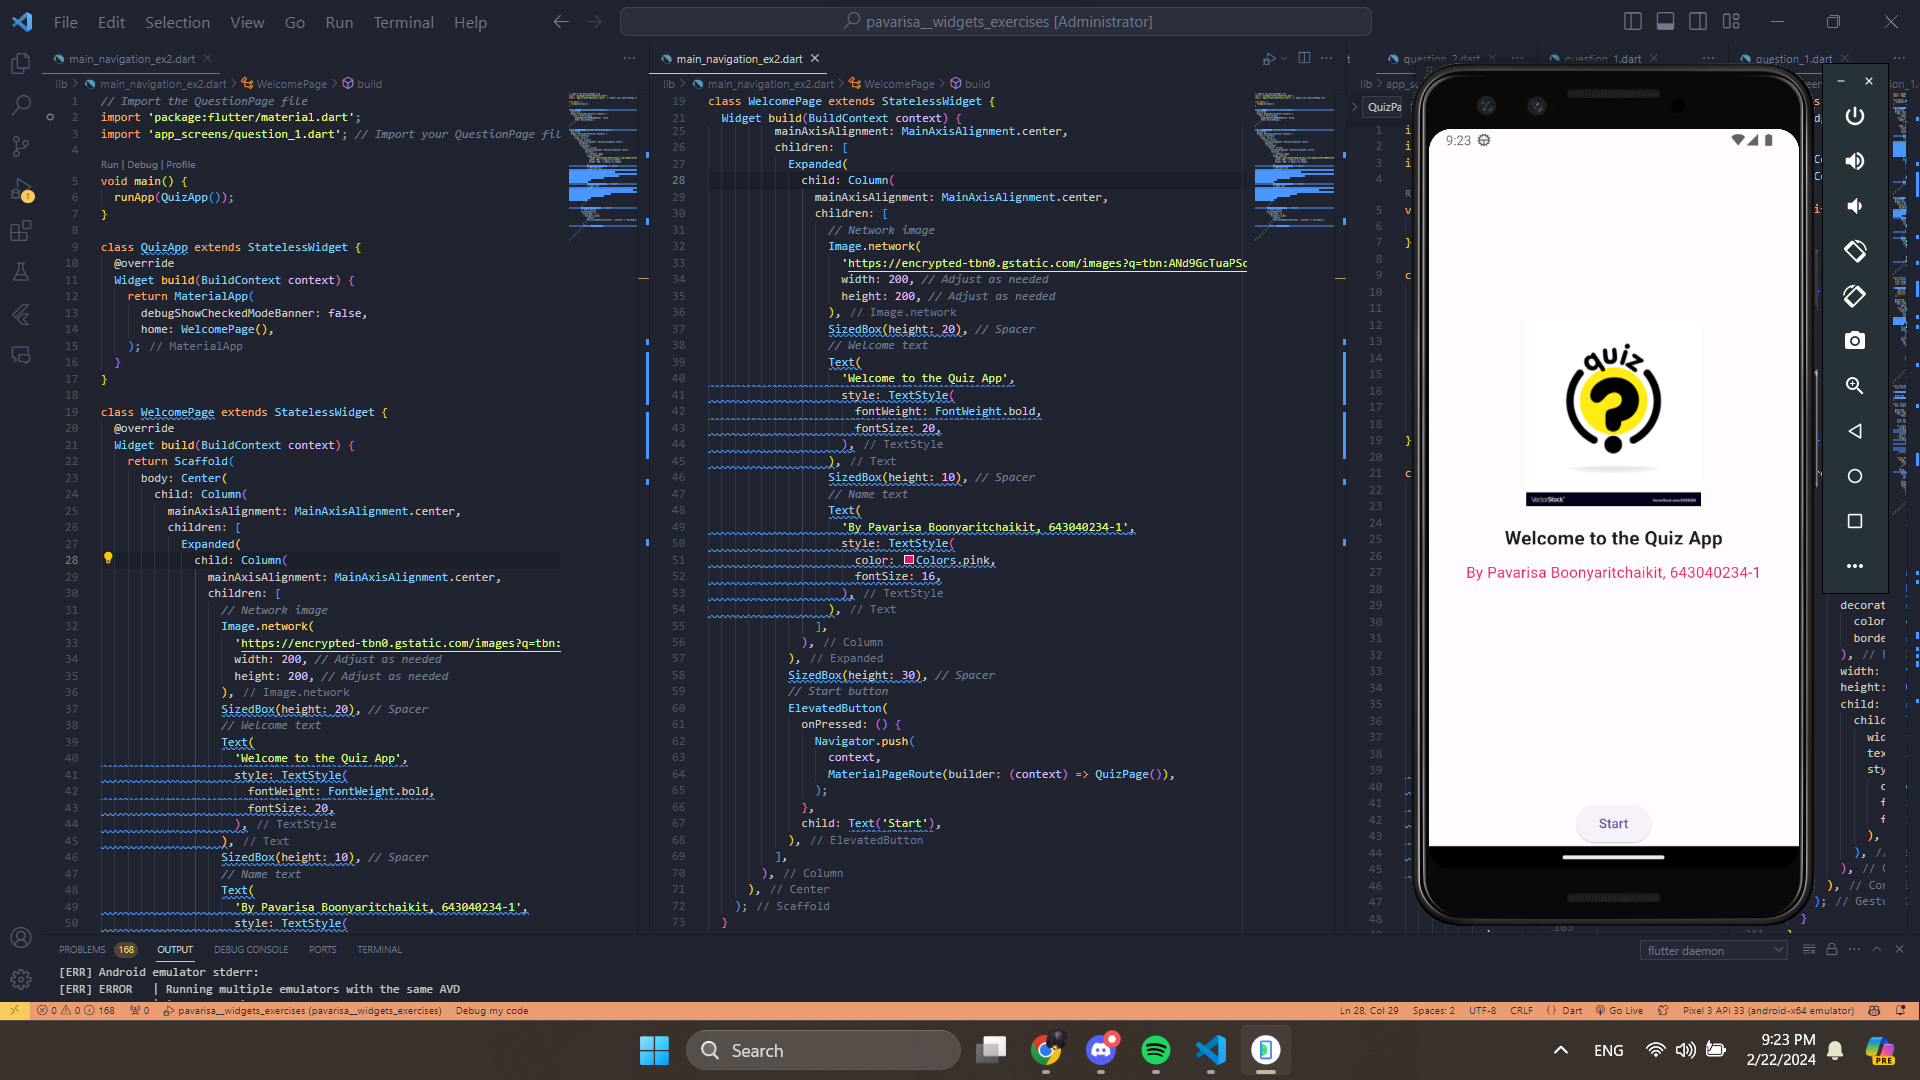 File Edit Selection View Go Run Terminal Help
pavarisa__widgets_exercises [Administrator]
main_navigation_ex2.dart
lib > main_navigation_ex2.dart > WelcomePage > build
1 // Import the QuestionPage file
2 import 'package:flutter/material.dart';
3 import 'app_screens/question_1.dart'; // Import your QuestionPage fil
4
Run | Debug | Profile
5 void main() {
6 runApp(QuizApp());
7 }
8
9 class QuizApp extends StatelessWidget {
10 @override
11 Widget build(BuildContext context) {
12 return MaterialApp(
13 debugShowCheckedModeBanner: false,
14 home: WelcomePage(),
15 ); // MaterialApp
16 }
17 }
18
19 class WelcomePage extends StatelessWidget {
20 @override
21 Widget build(BuildContext context) {
22 return Scaffold(
23 body: Center(
24 child: Column(
25 mainAxisAlignment: MainAxisAlignment.center,
26 children: [
27 Expanded(
28 child: Column(
29 mainAxisAlignment: MainAxisAlignment.center,
30 children: [
31 // Network image
32 Image.network(
33 'https://encrypted-tbn0.gstatic.com/images?q=tbn:
34 width: 200, // Adjust as needed
35 height: 200, // Adjust as needed
36 ), // Image.network
37 SizedBox(height: 20), // Spacer
38 // Welcome text
39 Text(
40 'Welcome to the Quiz App',
41 style: TextStyle(
42 fontWeight: FontWeight.bold,
43 fontSize: 20,
44 ), // TextStyle
45 ), // Text
46 SizedBox(height: 10), // Spacer
47 // Name text
48 Text(
49 'By Pavarisa Boonyaritchaikit, 643040234-1',
50 style: TextStyle(
main_navigation_ex2.dart
lib > main_navigation_ex2.dart > WelcomePage > build
19 class WelcomePage extends StatelessWidget {
21 Widget build(BuildContext context) {
25 mainAxisAlignment: MainAxisAlignment.center,
26 children: [
27 Expanded(
28 child: Column(
29 mainAxisAlignment: MainAxisAlignment.center,
30 children: [
31 // Network image
32 Image.network(
33 'https://encrypted-tbn0.gstatic.com/images?q=tbn:ANd9GcTuaPSc
34 width: 200, // Adjust as needed
35 height: 200, // Adjust as needed
36 ), // Image.network
37 SizedBox(height: 20), // Spacer
38 // Welcome text
39 Text(
40 'Welcome to the Quiz App',
41 style: TextStyle(
42 fontWeight: FontWeight.bold,
43 fontSize: 20,
44 ), // TextStyle
45 ), // Text
46 SizedBox(height: 10), // Spacer
47 // Name text
48 Text(
49 'By Pavarisa Boonyaritchaikit, 643040234-1',
50 style: TextStyle(
51 color: Colors.pink,
52 fontSize: 16,
53 ), // TextStyle
54 ), // Text
55 ],
56 ), // Column
57 ), // Expanded
58 SizedBox(height: 30), // Spacer
59 // Start button
60 ElevatedButton(
61 onPressed: () {
62 Navigator.push(
63 context,
64 MaterialPageRoute(builder: (context) => QuizPage()),
65 );
66 },
67 child: Text('Start'),
68 ), // ElevatedButton
69 ],
70 ), // Column
71 ), // Center
72 ); // Scaffold
73 }
question_2.dart
question_1.dart
question_1.dart
QuizPa
9:23
quiz
VectorStock
Welcome to the Quiz App
By Pavarisa Boonyaritchaikit, 643040234-1
Start
decorat
color
borde
width:
height:
child:
child
wid
tex
sty
PROBLEMS 168 OUTPUT DEBUG CONSOLE PORTS TERMINAL
flutter daemon
[ERR] Android emulator stderr:
[ERR] ERROR | Running multiple emulators with the same AVD
0 0 168 0 pavarisa__widgets_exercises (pavarisa__widgets_exercises) Debug my code
Ln 28, Col 29 Spaces: 2 UTF-8 CRLF {} Dart Go Live Pixel 3 API 33 (android-x64 emulator)
Search
ENG
9:23 PM
2/22/2024
PRE